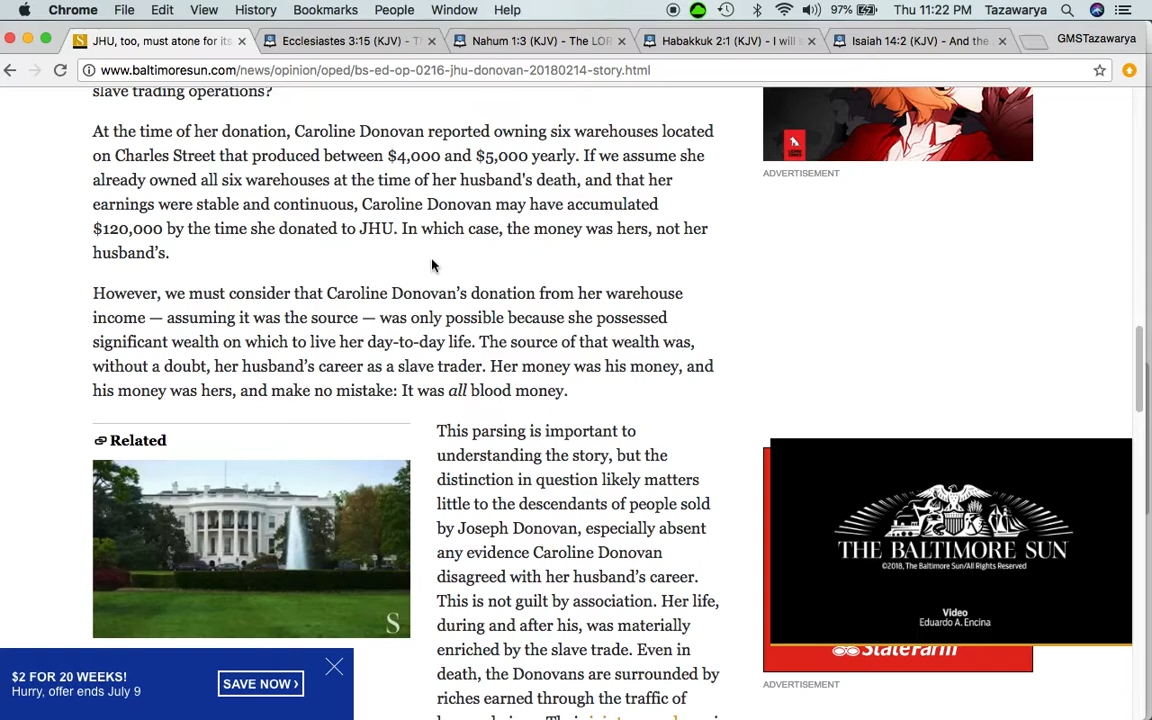 Chrome File Edit View History Bookmarks People Window Help 97% Thu 11:22 PM Tazawarya
JHU, too, must atone for its Ecclesiastes 3:15 (KJV) - T Nahum 1:3 (KJV) - The LOR Habakkuk 2:1 (KJV) - I will s Isaiah 14:2 (KJV) - And the GMSTazawarya
www.baltimoresun.com/news/opinion/oped/bs-ed-op-0216-jhu-donovan-20180214-story.html
slave trading operations?
At the time of her donation, Caroline Donovan reported owning six warehouses located
on Charles Street that produced between $4,000 and $5,000 yearly. If we assume she
already owned all six warehouses at the time of her husband's death, and that her
earnings were stable and continuous, Caroline Donovan may have accumulated
$120,000 by the time she donated to JHU. In which case, the money was hers, not her
husband's.
ADVERTISEMENT
However, we must consider that Caroline Donovan's donation from her warehouse
income — assuming it was the source — was only possible because she possessed
significant wealth on which to live her day-to-day life. The source of that wealth was,
without a doubt, her husband's career as a slave trader. Her money was his money, and
his money was hers, and make no mistake: It was all blood money.
Related
S
This parsing is important to
understanding the story, but the
distinction in question likely matters
little to the descendants of people sold
by Joseph Donovan, especially absent
any evidence Caroline Donovan
disagreed with her husband's career.
This is not guilt by association. Her life,
during and after his, was materially
enriched by the slave trade. Even in
death, the Donovans are surrounded by
riches earned through the traffic of
THE BALTIMORE SUN
©2018, The Baltimore Sun/All Rights Reserved
Video
Eduardo A. Encina
StateFarm
ADVERTISEMENT
$2 FOR 20 WEEKS!
Hurry, offer ends July 9
SAVE NOW ›